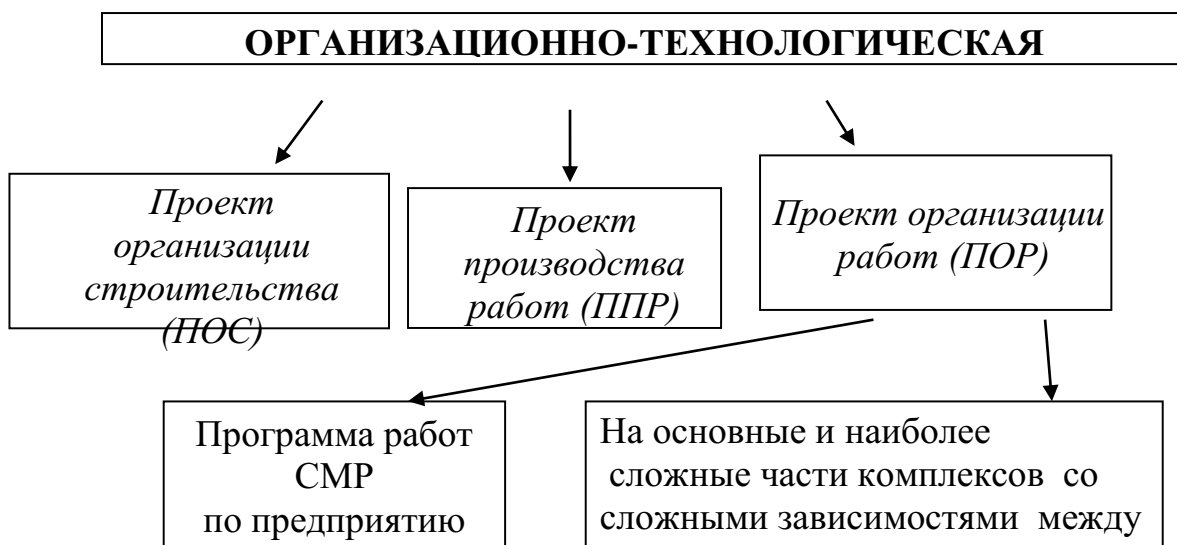 ОРГАНИЗАЦИОННО-ТЕХНОЛОГИЧЕСКАЯ
Проект
организации
строительства
(ПОС)
Проект
производства
работ (ППР)
Проект организации
работ (ПОР)
Программа работ
СМР
по предприятию
На основные и наиболее
сложные части комплексов со
сложными зависимостями между